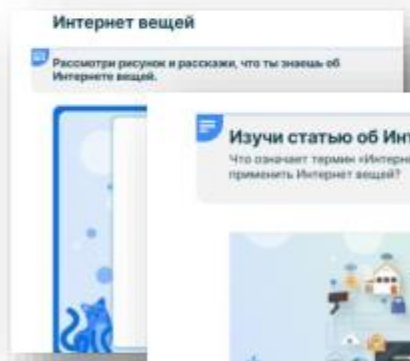 Интернет вещей
Рассмотри рисунок и расскажи, что ты знаешь об
Интернете вещей.
Изучи статью об Инт
Что означает термин «Интерне
применить Интернет вещей?